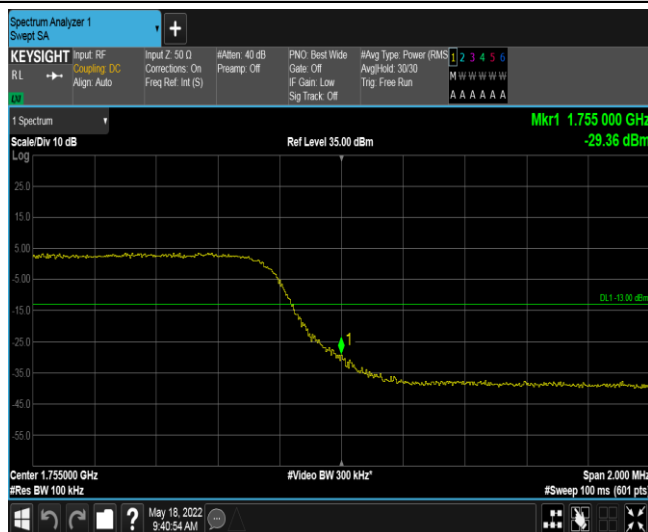 Spectrum Analyzer 1
Swept SA
+
KEYSIGHT
RL
Input: RF
Coupling: DC
Align: Auto
Input Z: 50 Ω
Corrections: On
Freq Ref: Int (S)
#Atten: 40 dB
Preamp: Off
PNO: Best Wide
Gate: Off
IF Gain: Low
Sig Track: Off
#Avg Type: Power (RMS
Avg|Hold: 30/30
Trig: Free Run
1 2 3 4 5 6
M W W W W W
A A A A A A
1 Spectrum
Scale/Div 10 dB
Ref Level 35.00 dBm
Mkr1 1.755 000 GHz
-29.36 dBm
Log
25.0
15.0
5.00
-5.00
-15.0
-25.0
-35.0
-45.0
-55.0
DL1 -13.00 dBm
1
Center 1.755000 GHz
#Video BW 300 kHz*
Span 2.000 MHz
#Res BW 100 kHz
#Sweep 100 ms (601 pts)
?
May 18, 2022
9:40:54 AM